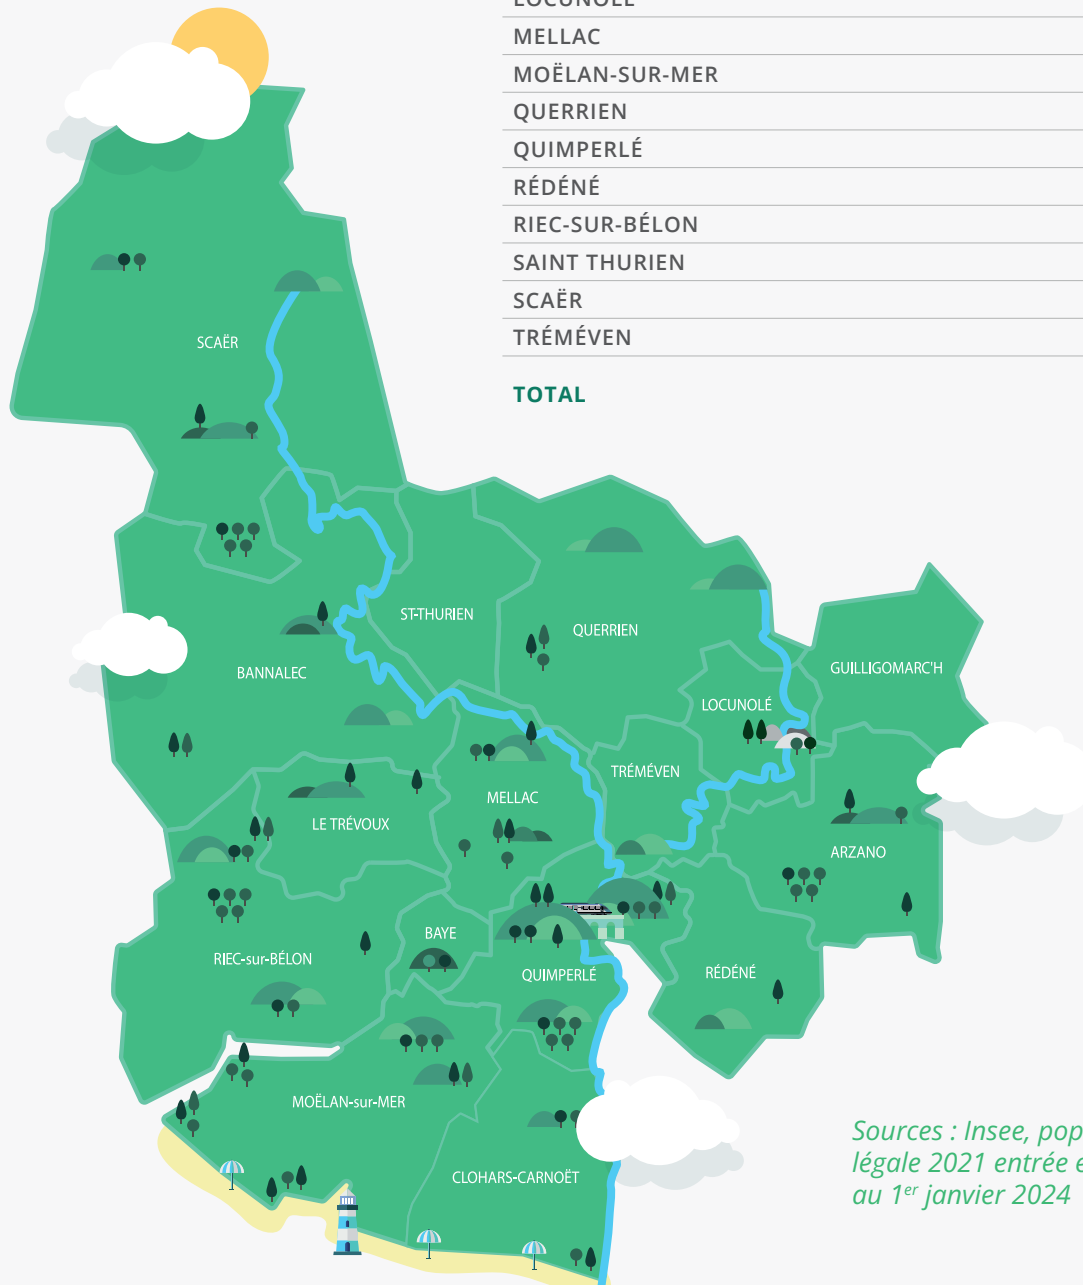 LOCUNOLÉ
MELLAC
MOËLAN-SUR-MER
QUERRIEN
QUIMPERLÉ
RÉDÉNÉ
RIEC-SUR-BÉLON
SAINT THURIEN
SCAËR
TRÉMÉVEN
TOTAL
SCAËR
ST-THURIEN
QUERRIEN
BANNALEC
GUILLIGOMARC'H
LOCUNOLÉ
TRÉMÉVEN
MELLAC
LE TRÉVOUX
ARZANO
BAYE
RIEC-sur-BÉLON
QUIMPERLÉ
RÉDÉNÉ
MOËLAN-sur-MER
CLOHARS-CARNOËT
Sources : Insee, pop
légale 2021 entrée e
au 1er janvier 2024